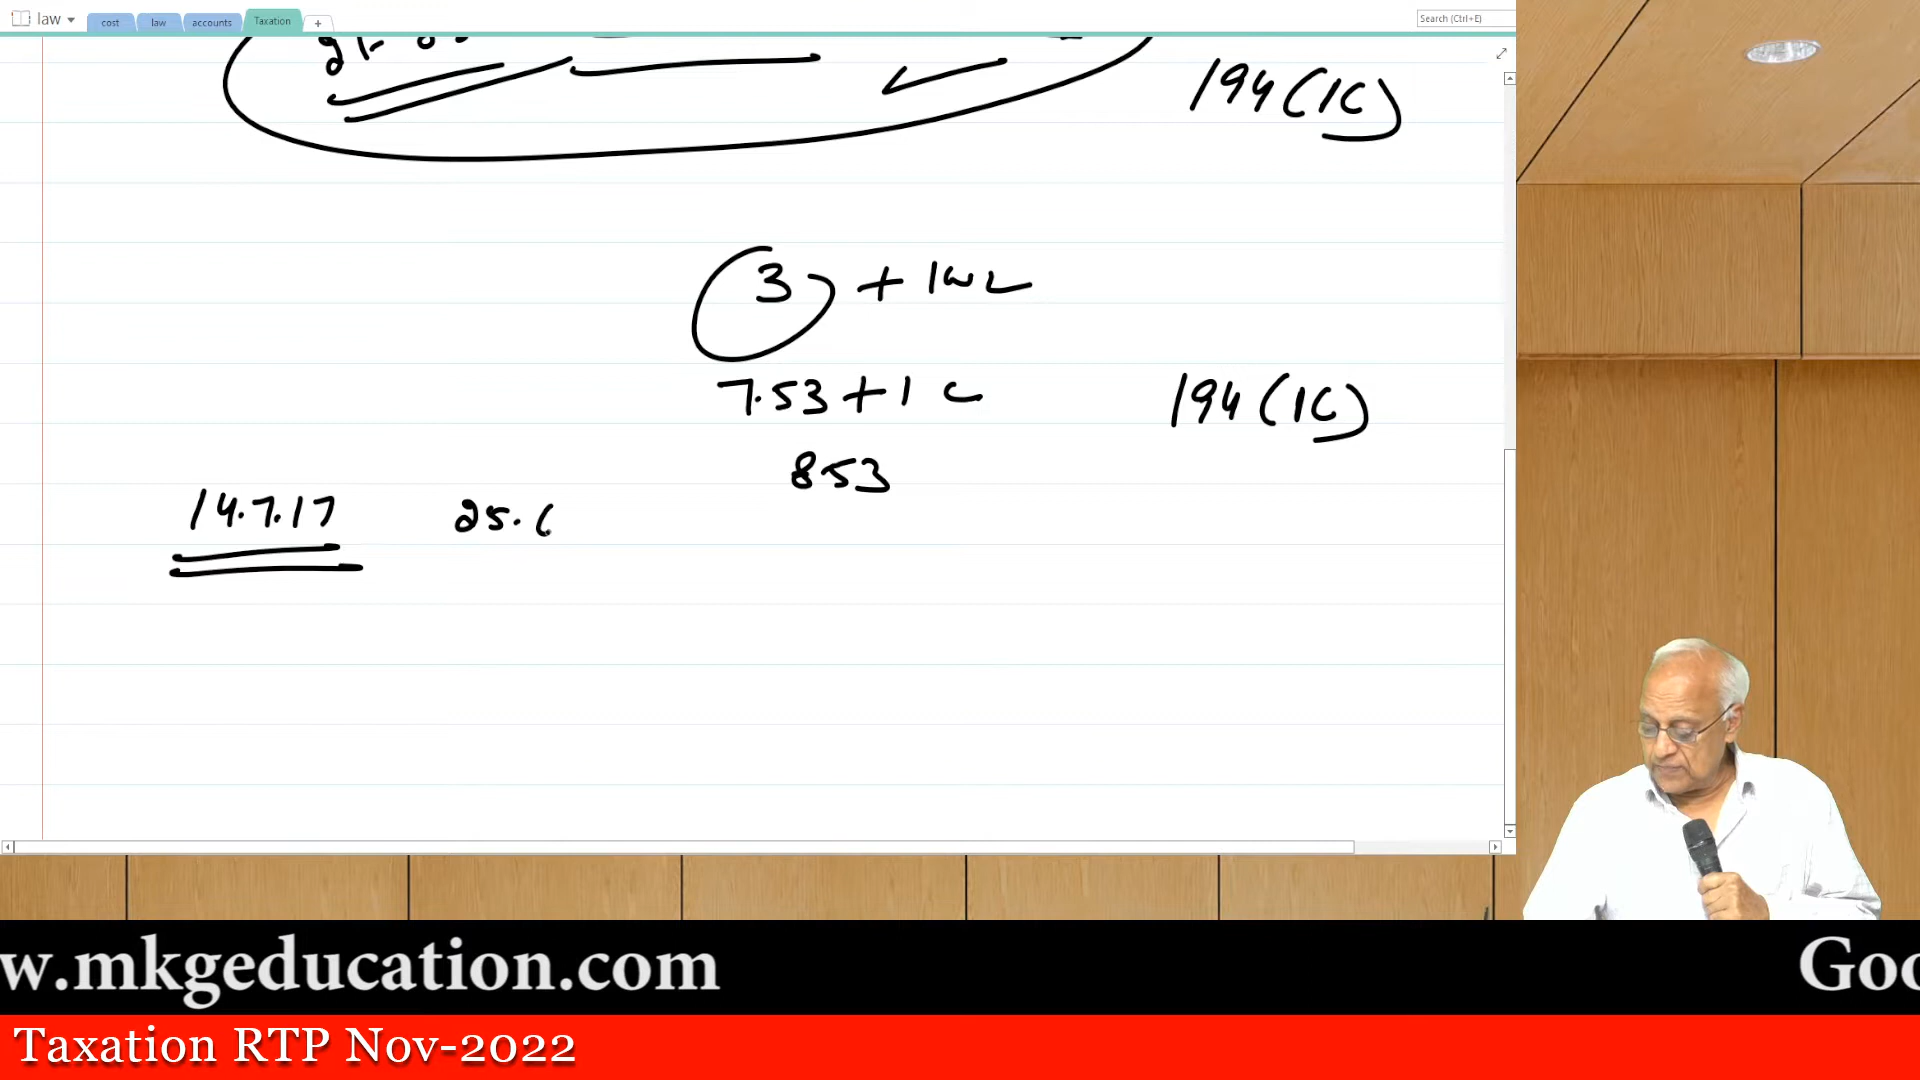 law
cost
law
accounts
Taxation
+
Search (Ctrl+E)
194 (1C)
3 + 1
7.53 + 1 c
194 (1C)
853
14.7.17
25.
w.mkgeducation.com
Goo
Taxation RTP Nov-2022